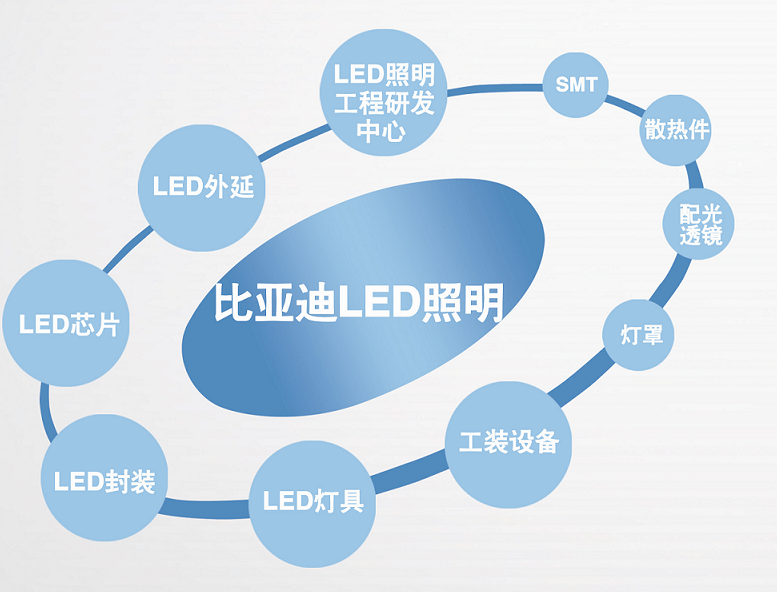 LED照明
工程研发
中心
SMT
散热件
LED外延
配光
透镜
比亚迪LED照明
LED芯片
灯罩
工装设备
LED封装
LED灯具